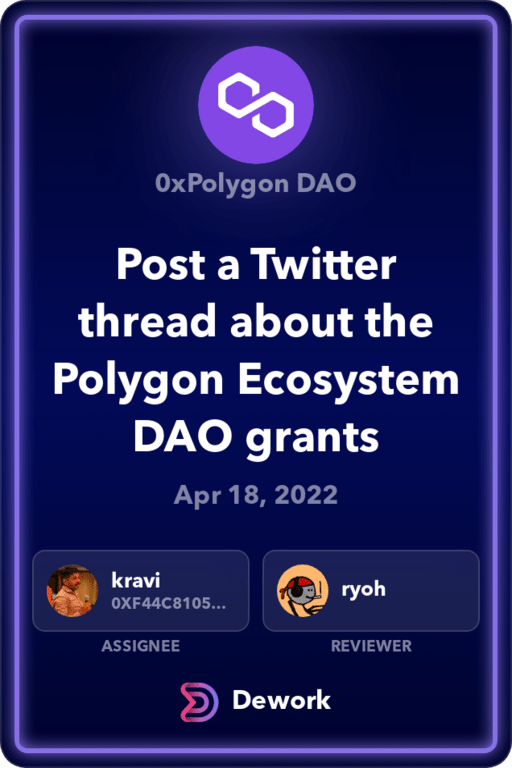 0xPolygon DAO
Post a Twitter
thread about the
Polygon Ecosystem
DAO grants
Apr 18, 2022
kravi
0XF44C8105...
ryoh
ASSIGNEE
REVIEWER
Dework